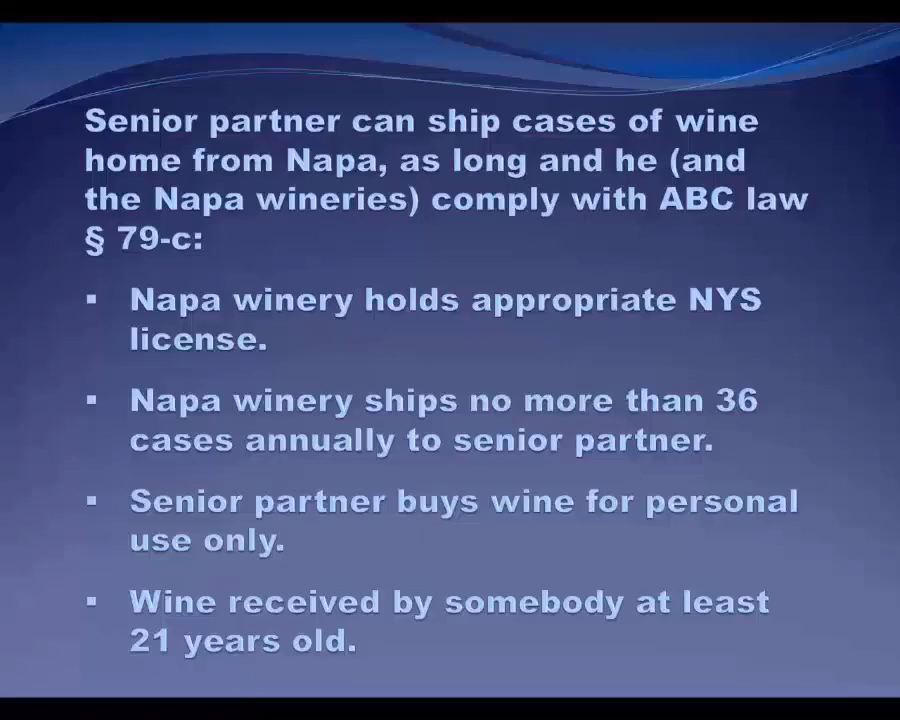 Senior partner can ship cases of wine
home from Napa, as long and he (and
the Napa wineries) comply with ABC law
§ 79-c:
▪ Napa winery holds appropriate NYS
license.
▪ Napa winery ships no more than 36
cases annually to senior partner.
▪ Senior partner buys wine for personal
use only.
▪ Wine received by somebody at least
21 years old.